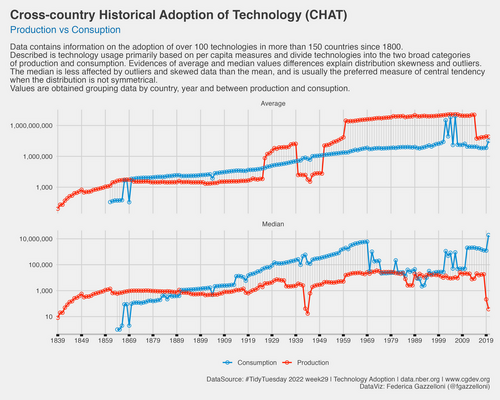 Cross-country Historical Adoption of Technology (CHAT)
Production vs Consuption
Data contains information on the adoption of over 100 technologies in more than 150 countries since 1800.
Described is technology usage primarily based on per capita measures and divide technologies into the two broad categories
of production and consumption. Evidences of average and median values differences explain distribution skewness and outliers.
The median is less affected by outliers and skewed data than the mean, and is usually the preferred measure of central tendency
when the distribution is not symmetrical.
Values are obtained grouping data by country, year and between production and consuption.
Average
1,000,000,000
1,000,000
1,000
Median
10,000,000
100,000
1,000
10
1839 1849 1859 1869 1879 1889 1899 1909 1919 1929 1939 1949 1959 1969 1979 1989 1999 2009 2019
Consumption Production
DataSource: #TidyTuesday 2022 week29 | Technology Adoption | data.nber.org | www.cgdev.org
DataViz: Federica Gazzelloni (@fgazzelloni)